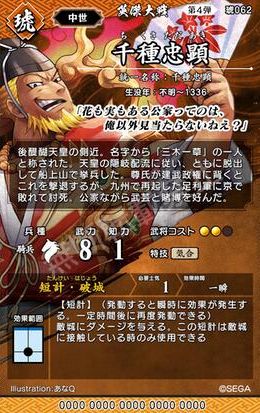 琥
中世
英傑大戦
第4弾
琥062
ちくさただあき
千種忠顕
統一名称：千種忠顕
生没年：不明～1336
「花も実もある公家ってのは、
俺以外見当たらないねえ？」
後醍醐天皇の側近。名字から「三木一草」の一人
と称された。天皇の隠岐配流に従い、ともに脱出
して船上山で挙兵した。尊氏が建武政権に背くと
これを撃退するが、九州で再起した足利軍に京で
敗れて討死。公家ながら武芸と賭博を好んだ。
兵種 武力 知力 武将コスト
騎兵 8 1 特技 気合
たんけい・はじょう
短計・破城
必要士気 1
効果時間 一瞬
効果範囲
【短計】（発動すると瞬時に効果が発生す
る。一定時間後に再度発動できる）
敵城にダメージを与える。この短計は敵城
に接触している時のみ使用できる
Illustration:あなQ
©SEGA
0000 0000 0000 0000 0000